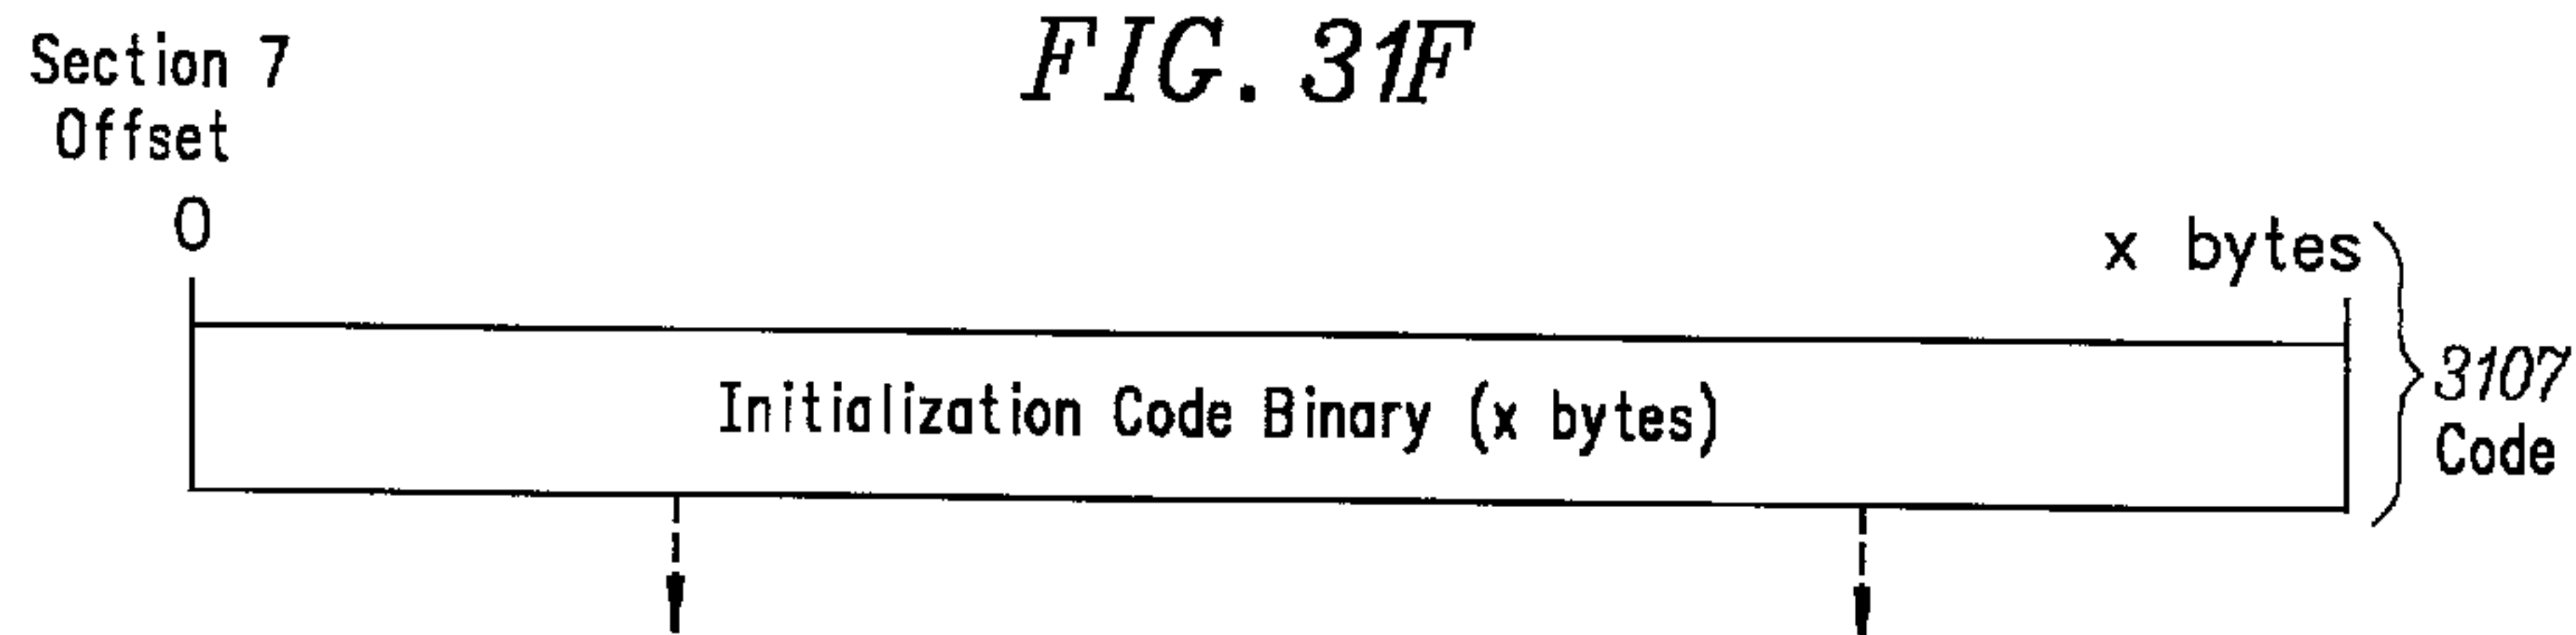 FIG. 31F
Section 7
Offset
0
x bytes
Initialization Code Binary (x bytes)
3107
Code